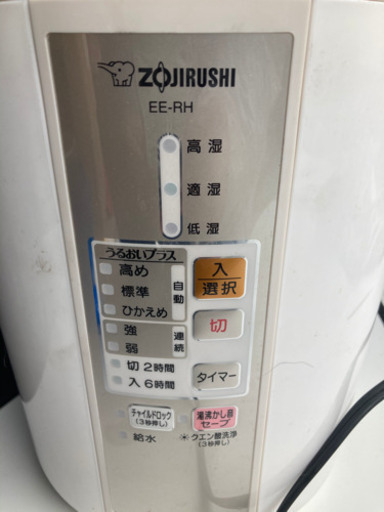 ZOJIRUSHI
EE-RH
高湿
適湿
低湿
うるおいプラス
高め
標準
ひかえめ
自動
強
弱
連続
切 2時間
入 6時間
入
選択
切
タイマー
チャイルドロック
(3秒押し)
給水
湯沸かし音
セーブ
クエン酸洗浄
(3秒押し)